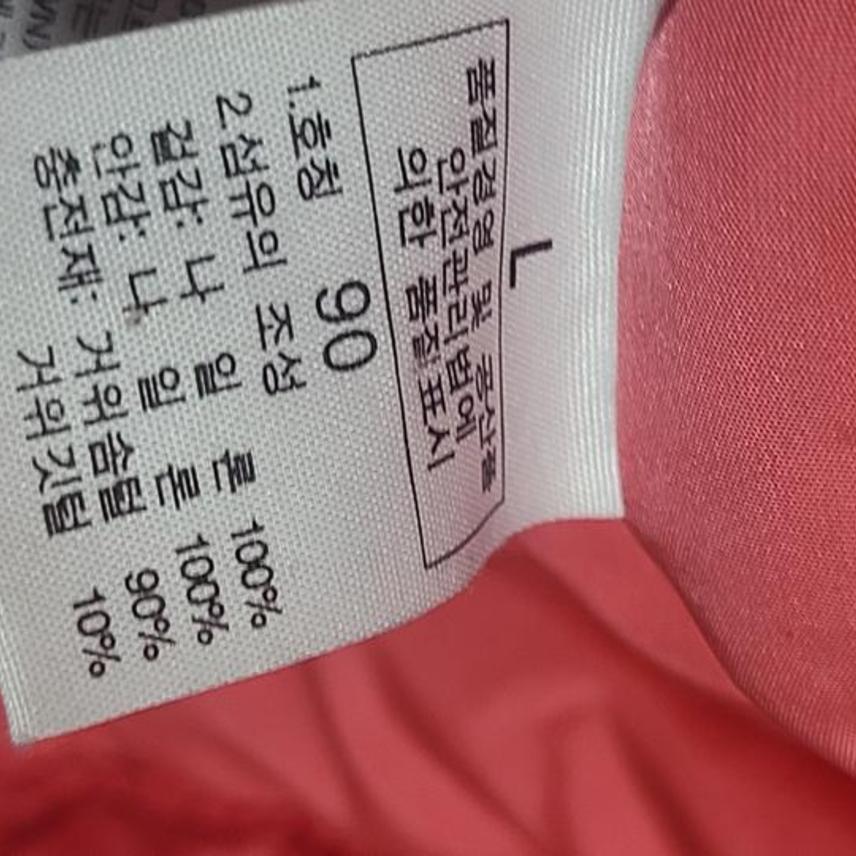 L
품질경영 및 공산품
안전관리법에
의한 품질표시
1.호칭 90
2.섬유의 조성
겉감: 나 일 론 100%
안감: 나 일 론 100%
충전재: 거위솜털 90%
거위깃털 10%